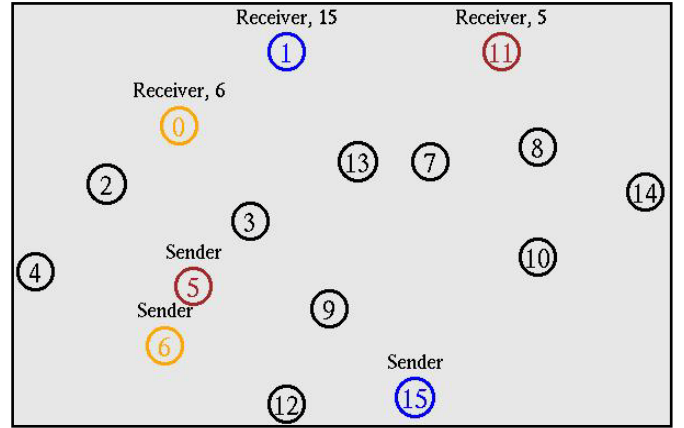 Receiver, 15
Receiver, 5
1
11
Receiver, 6
0
13
7
8
2
14
3
Sender
10
4
5
Sender
9
6
Sender
12
15